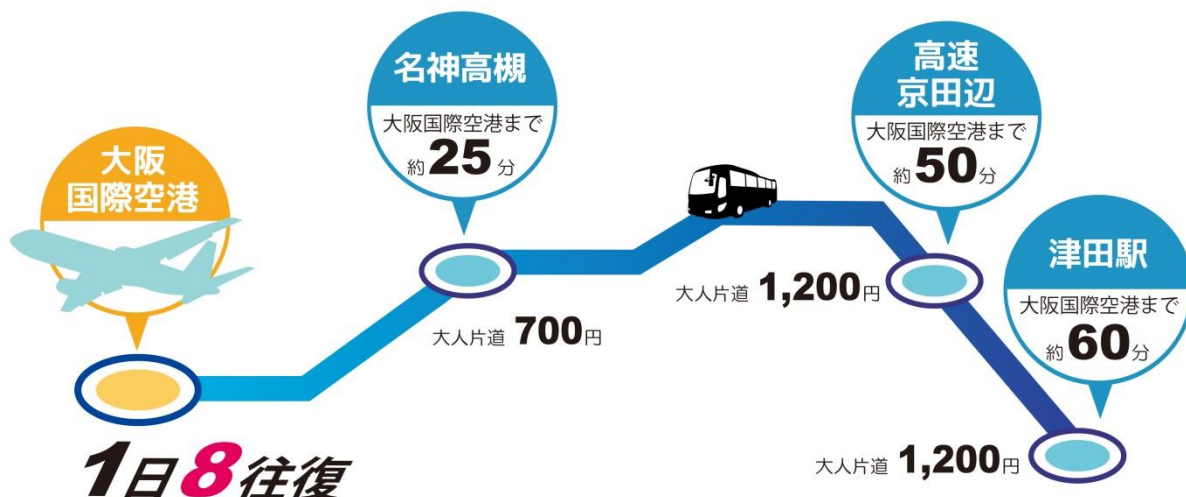 大阪
国際空港
名神高槻
大阪国際空港まで
約25分
大人片道 700円
高速
京田辺
大阪国際空港まで
約50分
大人片道 1,200円
津田駅
大阪国際空港まで
約60分
大人片道 1,200円
1日8往復